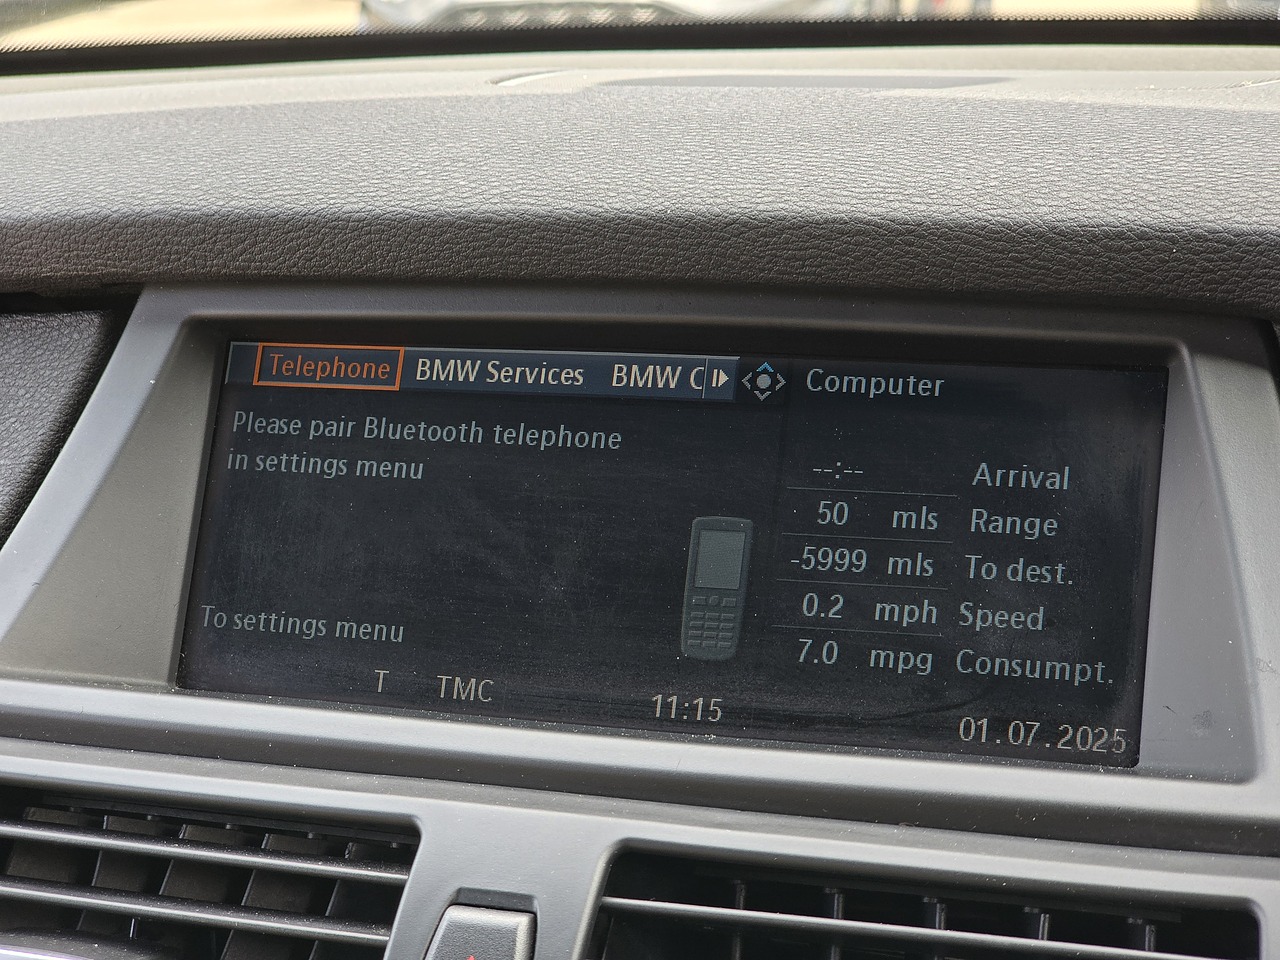 Telephone BMW Services BMW C
Please pair Bluetooth telephone
in settings menu
To settings menu
T TMC 11:15
Computer
--:-- Arrival
50 mls Range
-5999 mls To dest.
0.2 mph Speed
7.0 mpg Consumpt.
01.07.2025